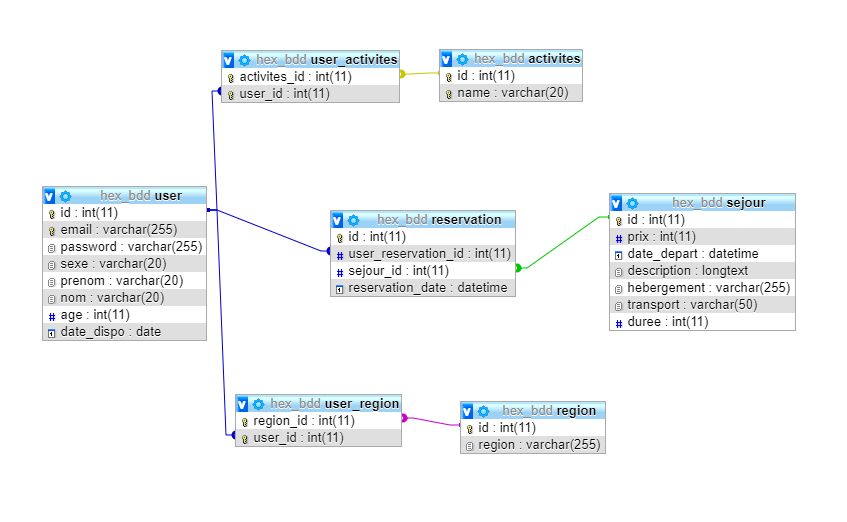 hex_bdd user_activites
activites_id : int(11)
user_id : int(11)
hex_bdd activites
id : int(11)
name : varchar(20)
hex_bdd user
id : int(11)
email : varchar(255)
password : varchar(255)
sexe : varchar(20)
prenom : varchar(20)
nom : varchar(20)
age : int(11)
date_dispo : date
hex_bdd reservation
id : int(11)
user_reservation_id : int(11)
sejour_id : int(11)
reservation_date : datetime
hex_bdd sejour
id : int(11)
prix : int(11)
date_depart : datetime
description : longtext
hebergement : varchar(255)
transport : varchar(50)
duree : int(11)
hex_bdd user_region
region_id : int(11)
user_id : int(11)
hex_bdd region
id : int(11)
region : varchar(255)